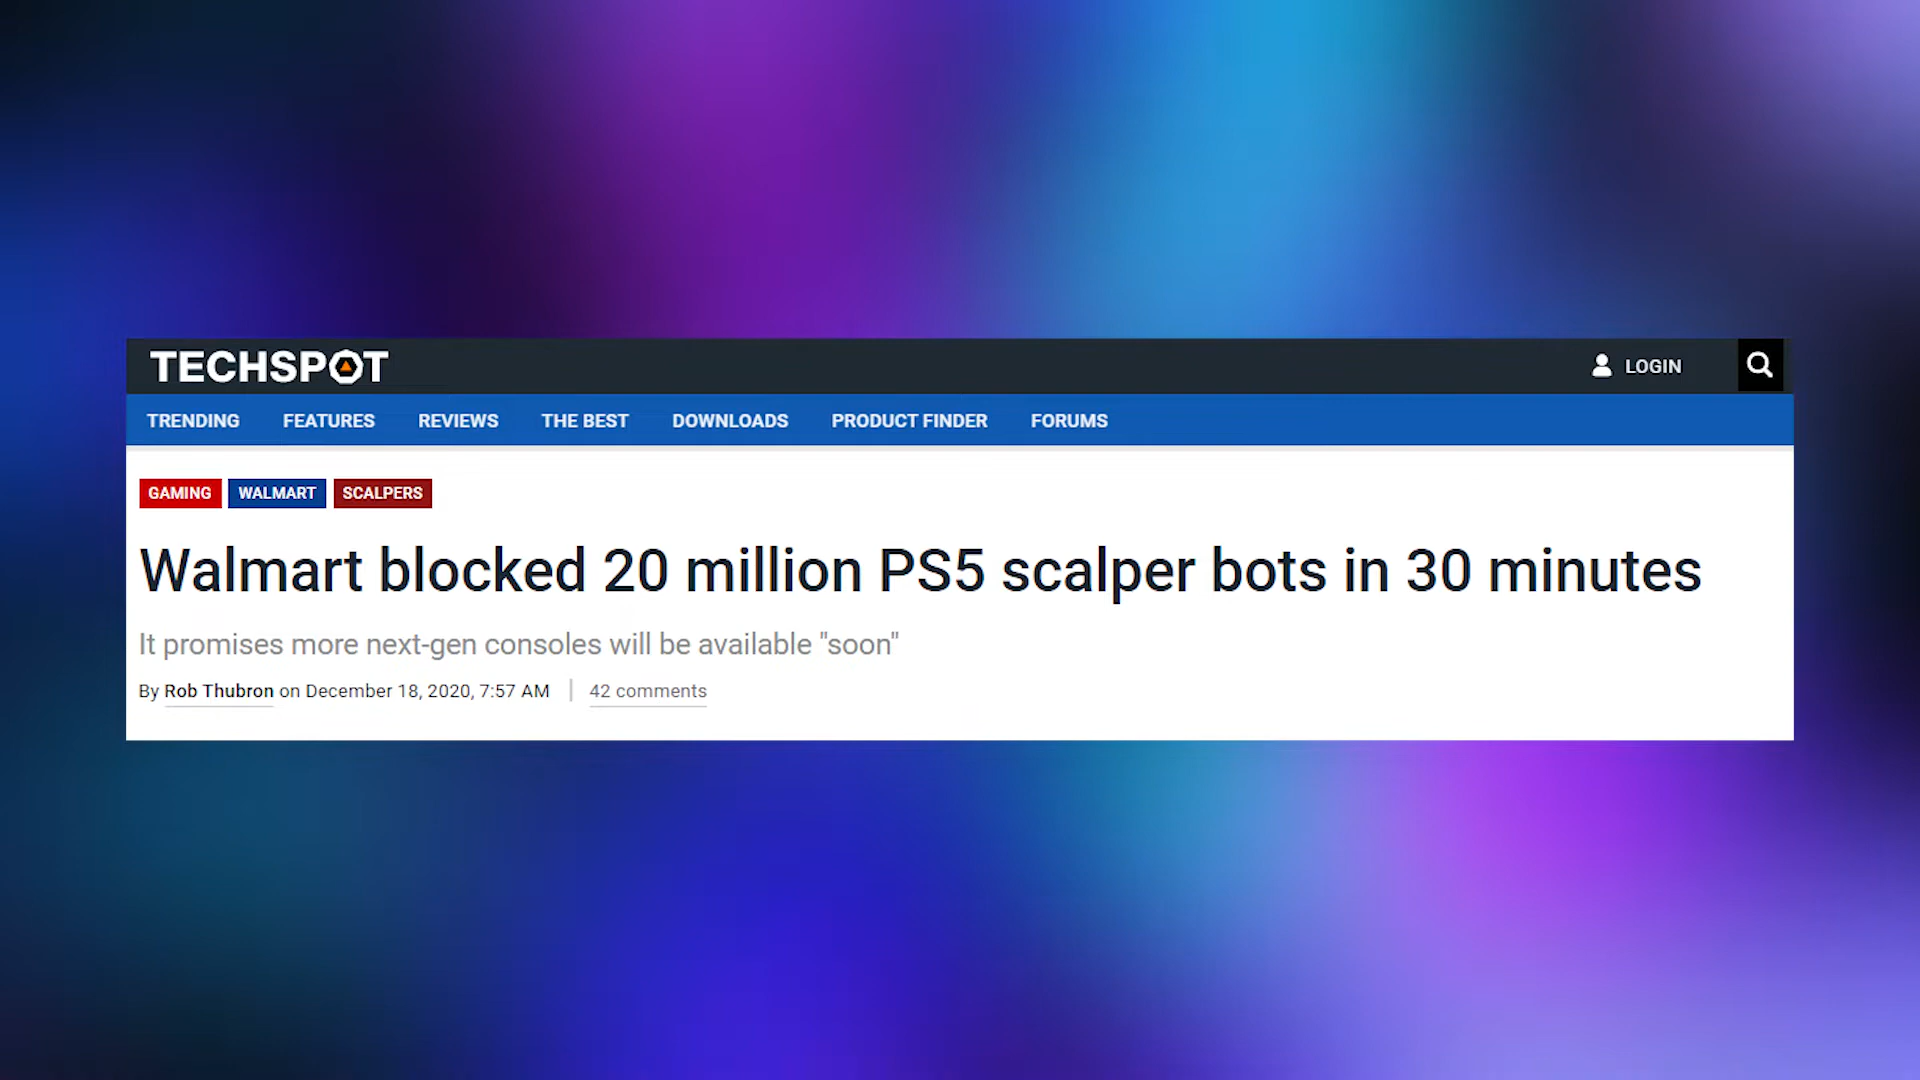 TECHSPOT
LOGIN
TRENDING FEATURES REVIEWS THE BEST DOWNLOADS PRODUCT FINDER FORUMS
GAMING WALMART SCALPERS
Walmart blocked 20 million PS5 scalper bots in 30 minutes
It promises more next-gen consoles will be available "soon"
By Rob Thubron on December 18, 2020, 7:57 AM | 42 comments